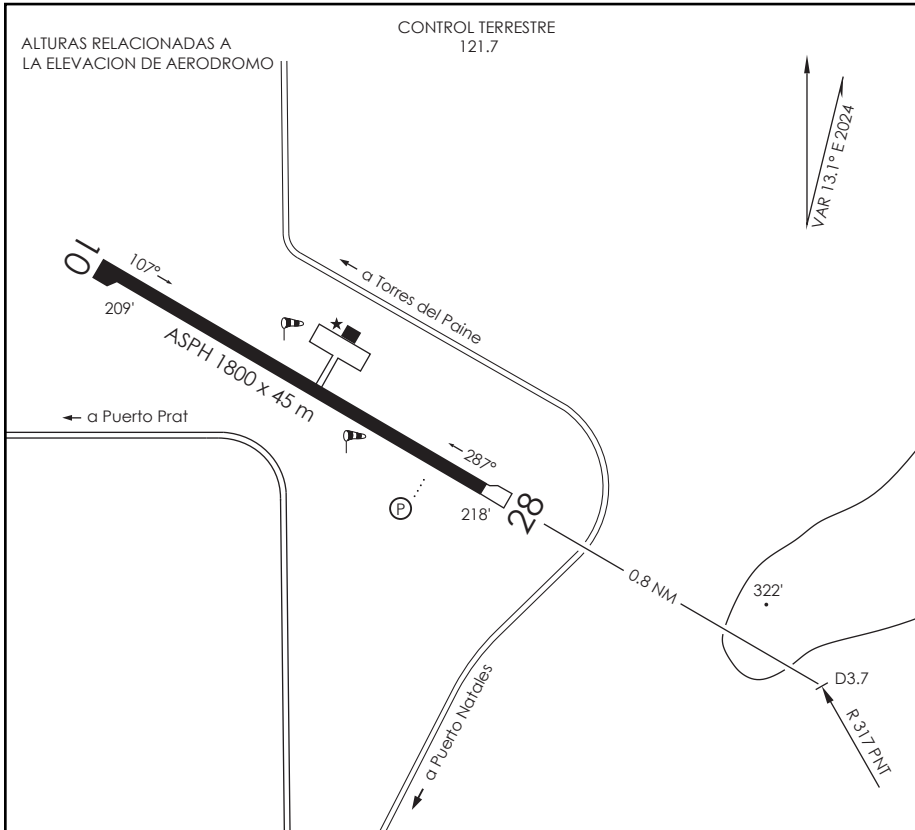 CONTROL TERRESTRE
121.7
ALTURAS RELACIONADAS A
LA ELEVACION DE AERODROMO
VAR 13.1° E 2024
10
107°
209'
a Torres del Paine
ASPH 1800 x 45 m
a Puerto Prat
287°
P
218'
28
0.8 NM
322'
D3.7
R 317 PNT
a Puerto Natales